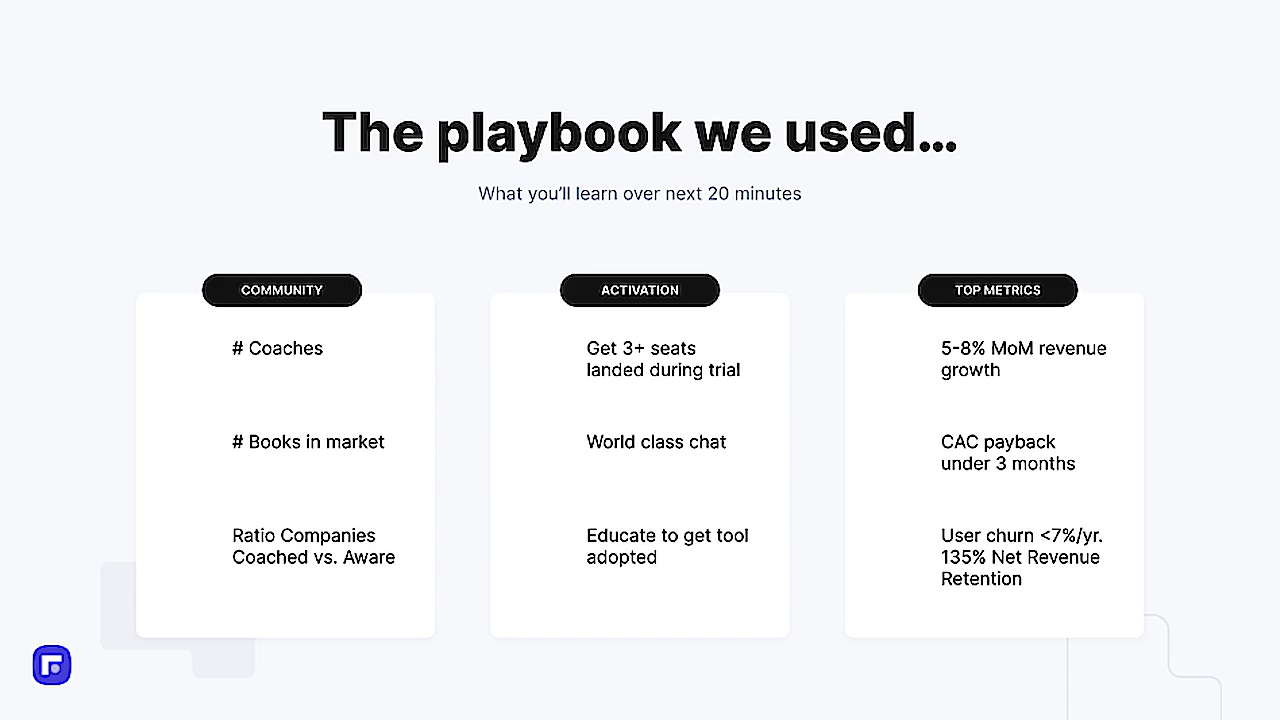 The playbook we used...
What you'll learn over next 20 minutes
COMMUNITY
# Coaches
# Books in market
Ratio Companies
Coached vs. Aware
ACTIVATION
Get 3+ seats
landed during trial
World class chat
Educate to get tool
adopted
TOP METRICS
5-8% MoM revenue
growth
CAC payback
under 3 months
User churn <7%/yr.
135% Net Revenue
Retention